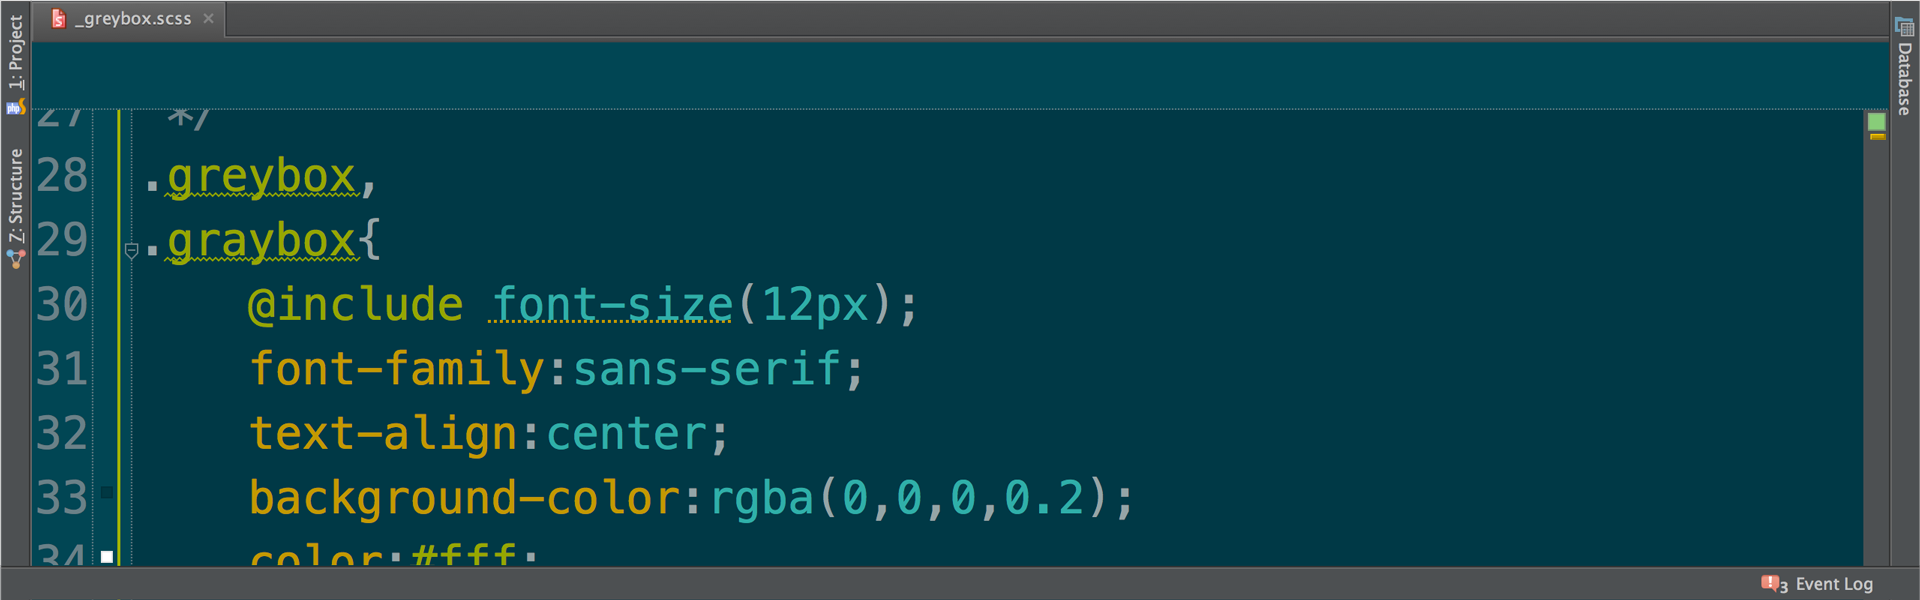 _greybox.scss
1: Project
php
Z: Structure
Database
27 */
28 .greybox,
29 .graybox{
30 @include font-size(12px);
31 font-family:sans-serif;
32 text-align:center;
33 background-color:rgba(0,0,0,0.2);
34 color:#fff;
3 Event Log